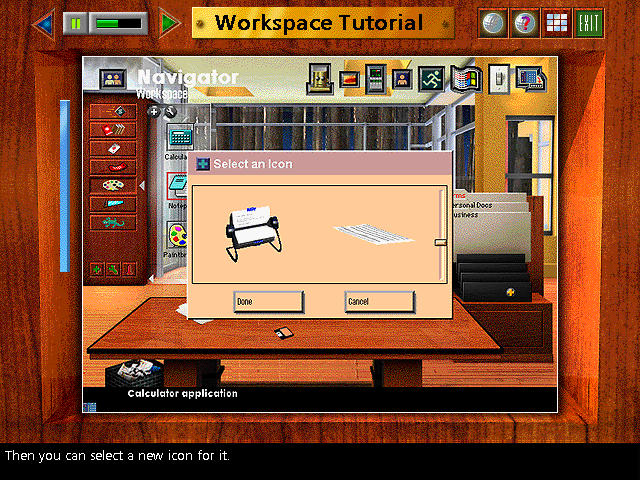 Workspace Tutorial
EXIT
Navigator
Workspace
Select an Icon
Personal Docs
Business
Done
Cancel
Calculator application
Then you can select a new icon for it.